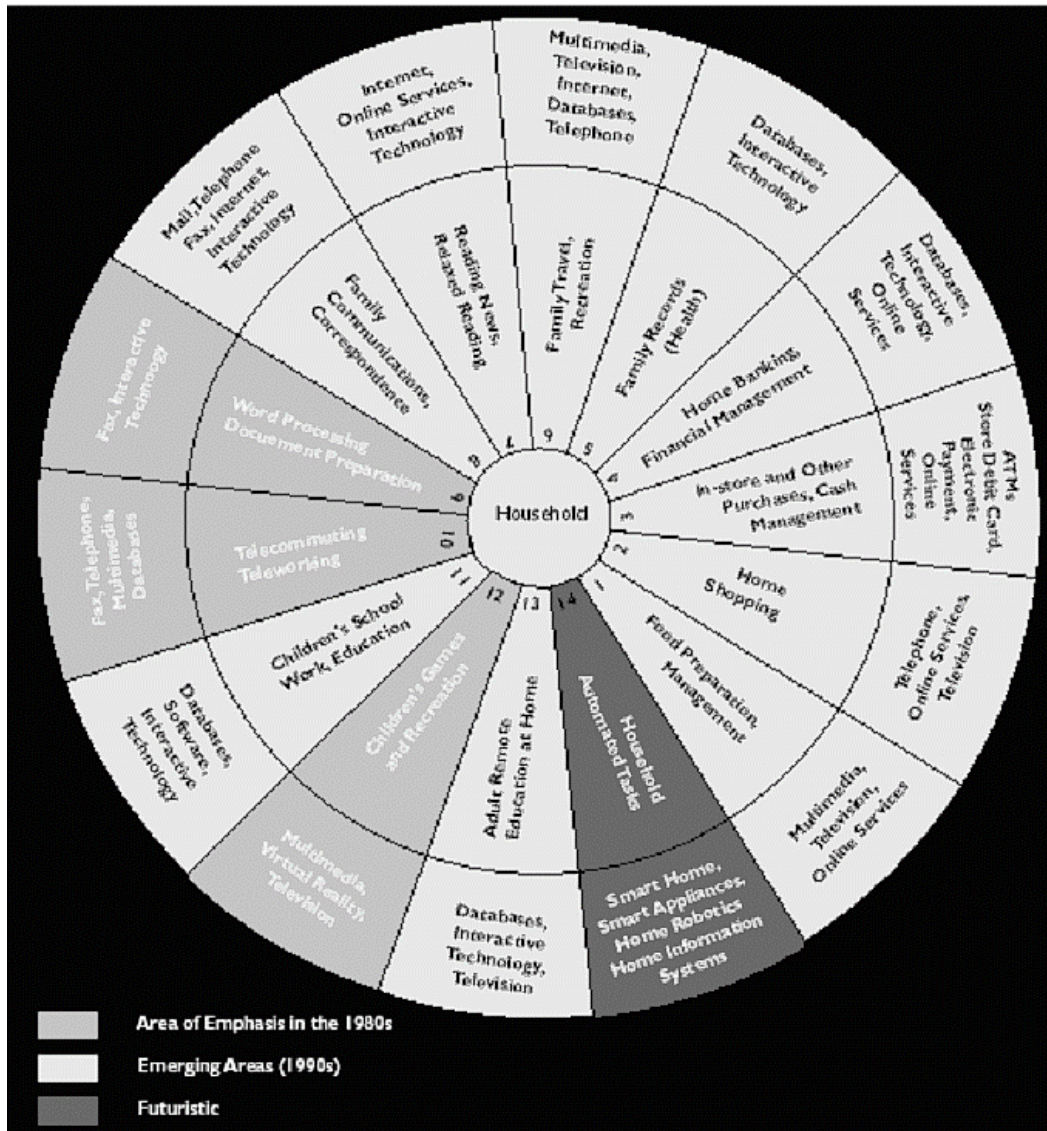 Household
1
Food Preparation,
Management
Multimedia,
Television,
Online Services
2
Home
Shopping
Telephone,
Online Services,
Television
3
In-store and Other
Purchases, Cash
Management
ATMs
Store Debit Card,
Electronic
Payment,
Online
Services
4
Home Banking,
Financial Management
Databases,
Interactive
Technology,
Online
Services
5
Family Records
(Health)
Databases,
Interactive
Technology
6
Family Travel,
Recreation
Multimedia,
Television,
Internet,
Databases,
Telephone
7
Reading News,
Relaxed Reading
Internet,
Online Services,
Interactive
Technology
8
Family
Communications,
Correspondence
Mail, Telephone
Fax, Internet,
Interactive
Technology
9
Word Processing
Docuement Preparation
Fax, Interactive
Technoogy
10
Telecommuting
Teleworking
Fax, Telephone,
Multimedia,
Databases
11
Children's School
Work, Education
Databases,
Software,
Interactive
Technology
12
Children's Games
and Recreation
Multimedia,
Virtual Reality,
Television
13
Adult Remote
Education at Home
Databases,
Interactive
Technology,
Television
14
Household
Automated Tasks
Smart Home,
Smart Appliances,
Home Robotics
Home Information
Systems
Area of Emphasis in the 1980s
Emerging Areas (1990s)
Futuristic